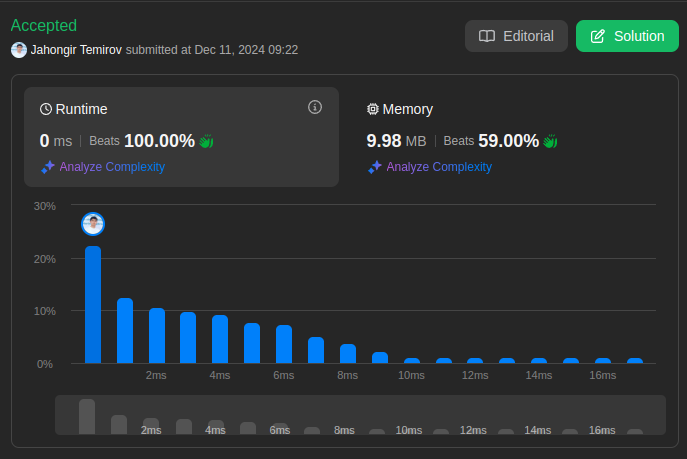 Accepted
Jahongir Temirov submitted at Dec 11, 2024 09:22
Editorial
Solution
Runtime
0 ms | Beats 100.00%
Analyze Complexity
Memory
9.98 MB | Beats 59.00%
Analyze Complexity
30%
20%
10%
0%
2ms 4ms 6ms 8ms 10ms 12ms 14ms 16ms
2ms 4ms 6ms 8ms 10ms 12ms 14ms 16ms